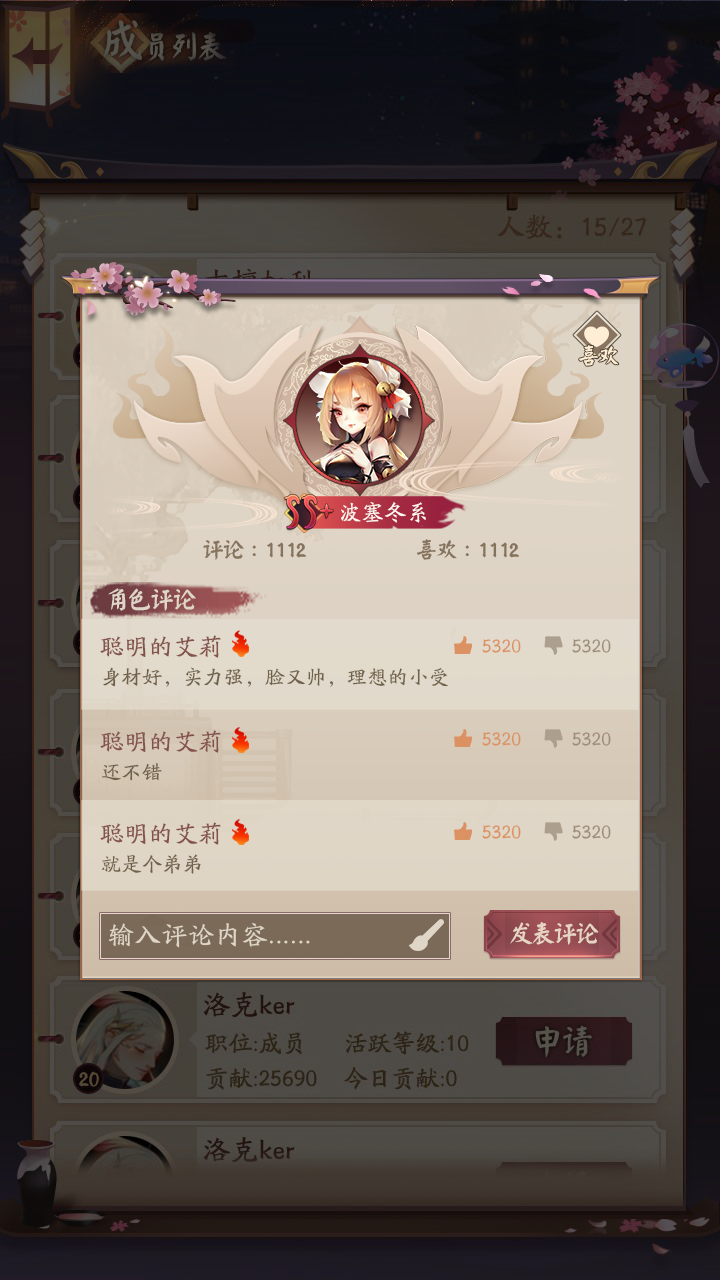 成员列表
人数：15/27
喜欢
SS+ 波塞冬系
评论：1112 喜欢：1112
角色评论
聪明的艾莉 5320 5320
身材好，实力强，脸又帅，理想的小受
聪明的艾莉 5320 5320
还不错
聪明的艾莉 5320 5320
就是个弟弟
输入评论内容...... 发表评论
洛克ker
职位:成员 活跃等级:10 申请
20 贡献:25690 今日贡献:0
洛克ker